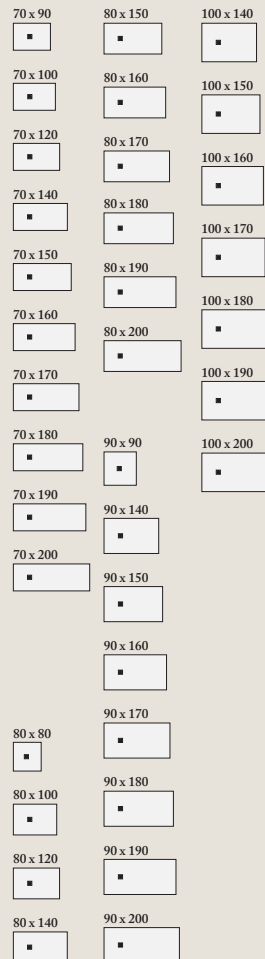 70 x 90
70 x 100
70 x 120
70 x 140
70 x 150
70 x 160
70 x 170
70 x 180
70 x 190
70 x 200
80 x 80
80 x 100
80 x 120
80 x 140
80 x 150
80 x 160
80 x 170
80 x 180
80 x 190
80 x 200
90 x 90
90 x 140
90 x 150
90 x 160
90 x 170
90 x 180
90 x 190
90 x 200
100 x 140
100 x 150
100 x 160
100 x 170
100 x 180
100 x 190
100 x 200